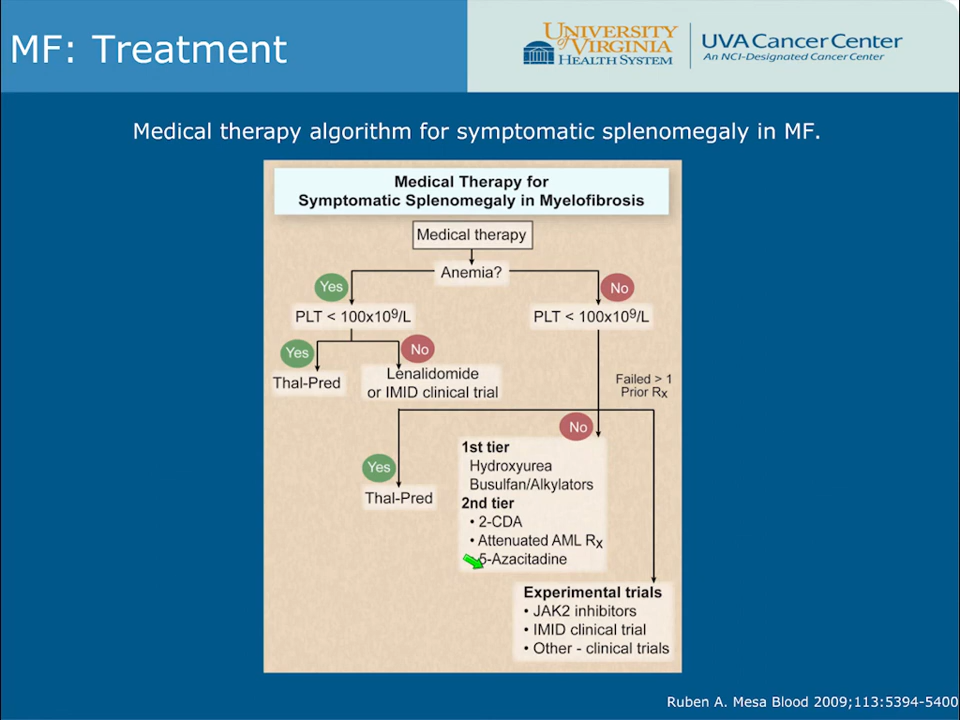 MF: Treatment
UNIVERSITY
of VIRGINIA
HEALTH SYSTEM
UVA CANCER CENTER
An NCI-Designated Cancer Center
Medical therapy algorithm for symptomatic splenomegaly in MF.
Medical Therapy for
Symptomatic Splenomegaly in Myelofibrosis
Medical therapy
Anemia?
Yes
No
PLT < 100x10⁹/L
PLT < 100x10⁹/L
Yes
No
Thal-Pred
Lenalidomide
or IMID clinical trial
Failed > 1
Prior Rx
No
Yes
Thal-Pred
1st tier
Hydroxyurea
Busulfan/Alkylators
2nd tier
• 2-CDA
• Attenuated AML Rx
5-Azacitadine
Experimental trials
• JAK2 inhibitors
• IMID clinical trial
• Other - clinical trials
Ruben A. Mesa Blood 2009;113:5394-5400